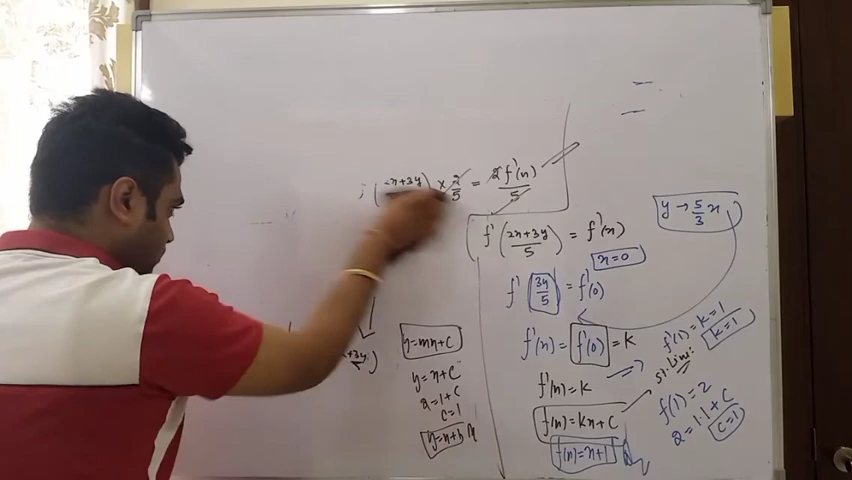 (2x+3y) × 2/5 = 2f'(x)/5
f'(2x+3y/5) = f'(x)
x=0
y → 5/3 x
f'(3y/5) = f'(0)
f'(x) = f'(0) = k
f'(1) = k = 1
k=1
f'(x) = k
st. line
f(x) = kx + C
f(1) = 2
2 = 1·1 + C
C=1
f(x) = x+1
+3y
y = mx + C
y = x + C
2 = 1 + C
C=1